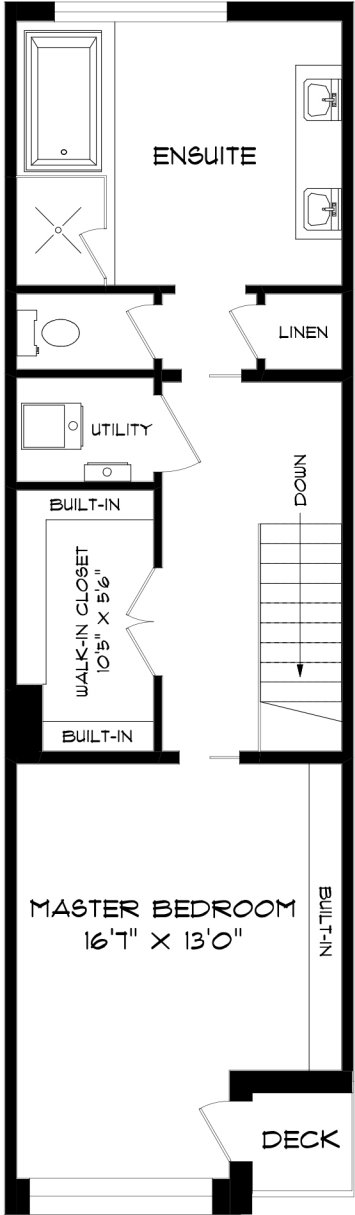 ENSUITE
LINEN
UTILITY
DOWN
BUILT-IN
WALK-IN CLOSET
10'5" X 5'6"
BUILT-IN
MASTER BEDROOM
16'7" X 13'0"
BUILT-IN
DECK